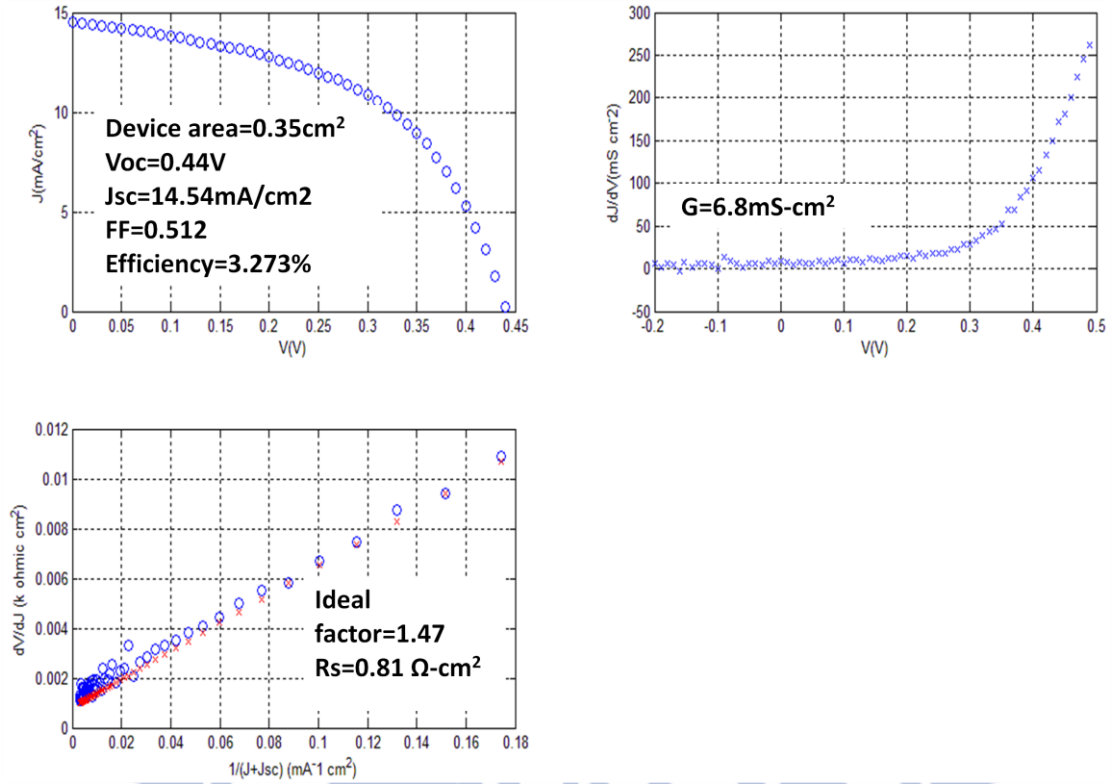 15
10
5
0
J(mA/cm²)
Device area=0.35cm²
Voc=0.44V
Jsc=14.54mA/cm2
FF=0.512
Efficiency=3.273%
0 0.05 0.1 0.15 0.2 0.25 0.3 0.35 0.4 0.45
V(V)
300
250
200
150
100
50
0
-50
dJ/dV(mS cm-2)
G=6.8mS-cm²
-0.2 -0.1 0 0.1 0.2 0.3 0.4 0.5
V(V)
0.012
0.01
0.008
0.006
0.004
0.002
0
dV/dJ (k ohmic cm²)
Ideal
factor=1.47
Rs=0.81 Ω-cm²
0 0.02 0.04 0.06 0.08 0.1 0.12 0.14 0.16 0.18
1/(J+Jsc) (mA⁻1 cm²)